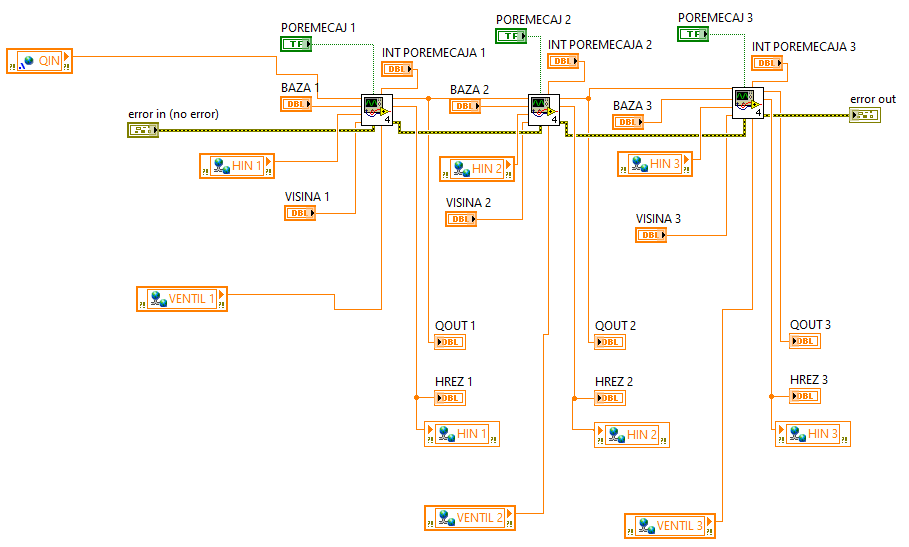 POREMECAJ 1
POREMECAJ 2
POREMECAJ 3
TF
TF
TF
QIN
INT POREMECAJA 1
INT POREMECAJA 2
INT POREMECAJA 3
DBL
DBL
DBL
BAZA 1
BAZA 2
BAZA 3
DBL
DBL
DBL
4
4
4
error in (no error)
error out
HIN 1
HIN 2
HIN 3
VISINA 1
VISINA 2
VISINA 3
DBL
DBL
DBL
VENTIL 1
QOUT 1
QOUT 2
QOUT 3
DBL
DBL
DBL
HREZ 1
HREZ 2
HREZ 3
DBL
DBL
DBL
HIN 1
HIN 2
HIN 3
VENTIL 2
VENTIL 3